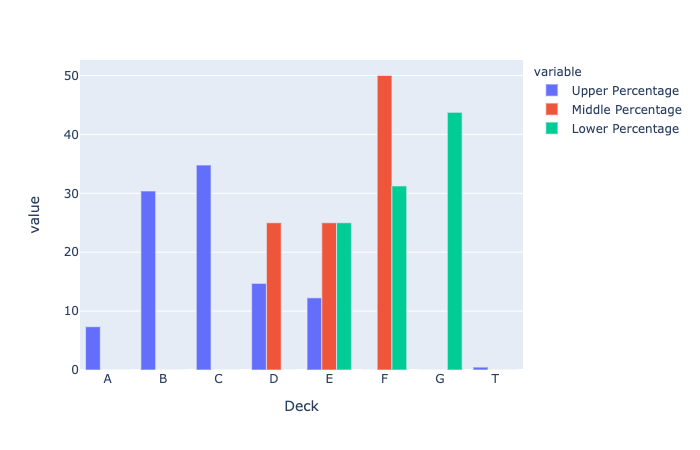 variable
Upper Percentage
Middle Percentage
Lower Percentage
50
40
30
20
10
0
value
A B C D E F G T
Deck